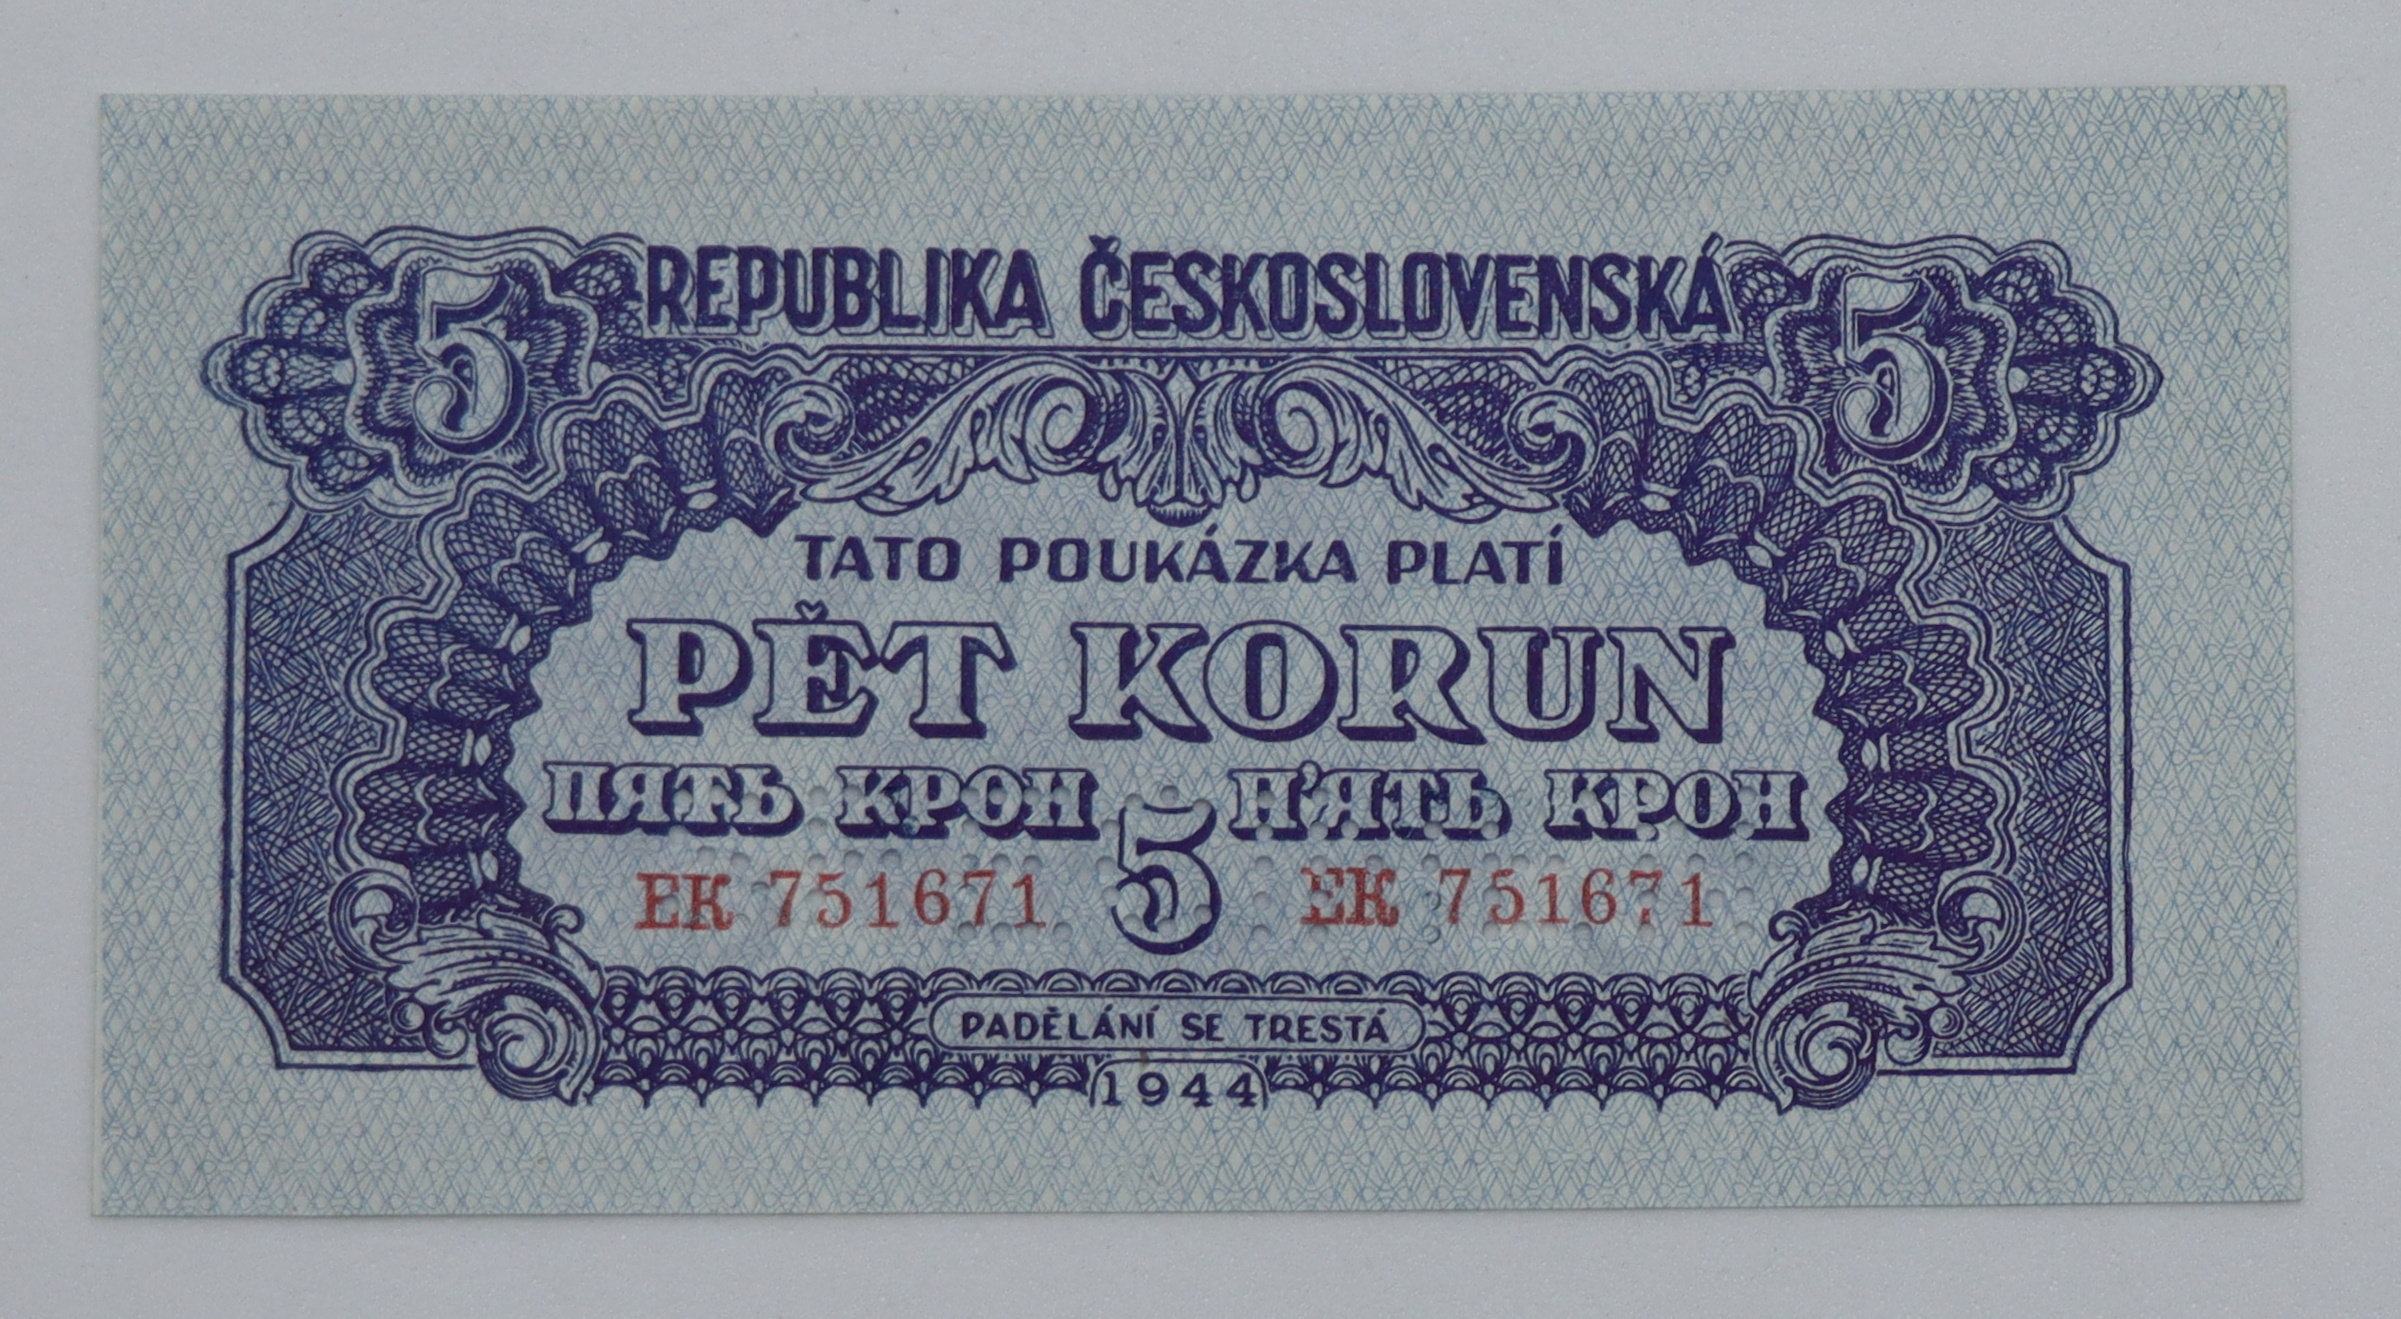 5 REPUBLIKA ČESKOSLOVENSKÁ 5
TATO POUKÁZKA PLATÍ
PĚT KORUN
ПЯТЬ КРОН П'ЯТЬ КРОН
5
ЕК 751671 ЕК 751671
PADĚLÁNÍ SE TRESTÁ
1944